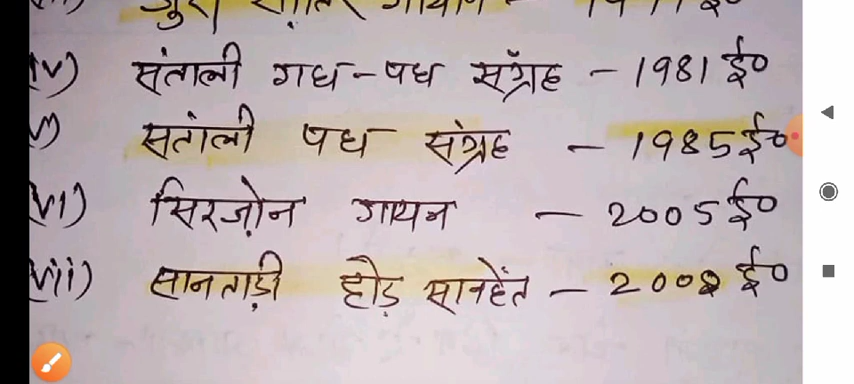 (iv) संताली गद्य - पद्य संग्रह - 1981 ई०
(v) सतांली पद्य संग्रह - 1985 ई०
(vi) सिरजो़न गायन - 2005 ई०
(vii) सानताड़ी होड़ सानहेंत - ई०